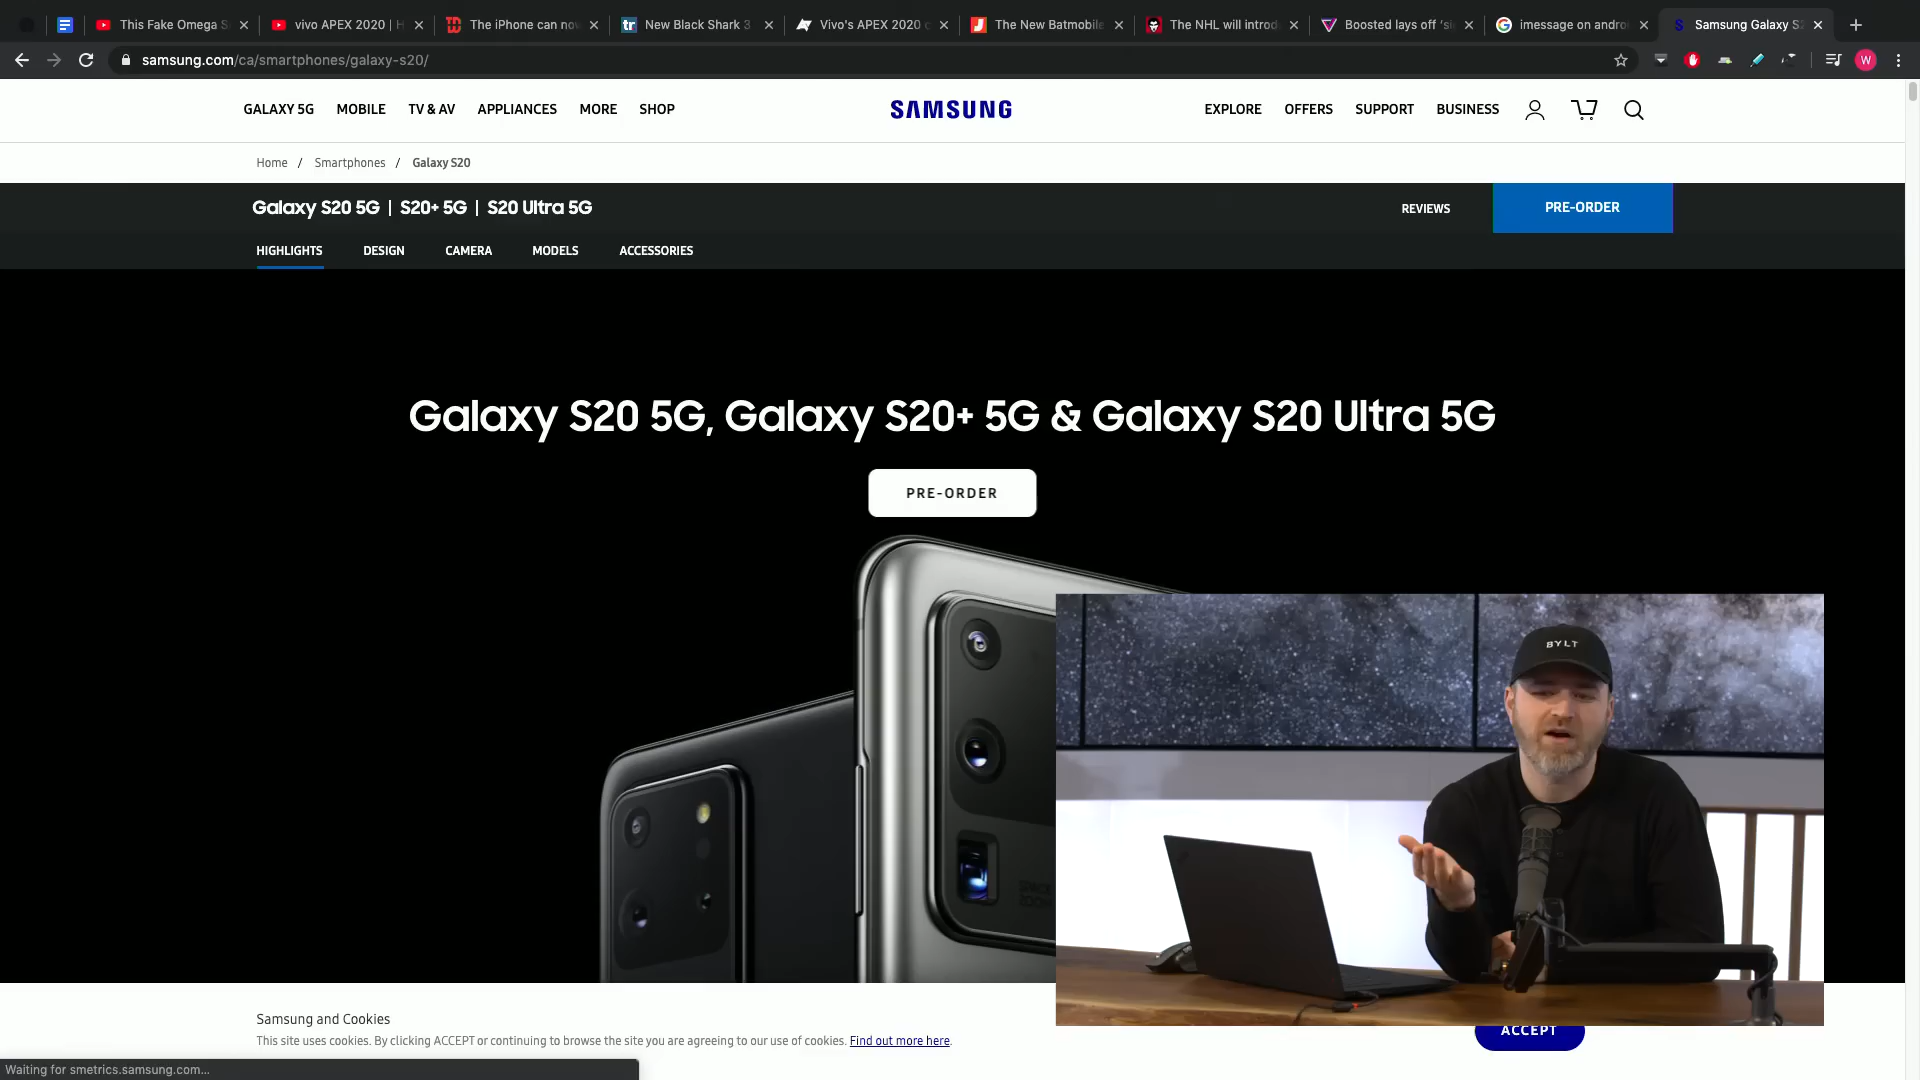 This Fake Omega S
vivo APEX 2020 | H
The iPhone can now
New Black Shark 3
Vivo's APEX 2020 c
The New Batmobile
The NHL will introd
Boosted lays off 'si
imessage on andro
Samsung Galaxy S2
samsung.com/ca/smartphones/galaxy-s20/
W
GALAXY 5G MOBILE TV & AV APPLIANCES MORE SHOP SAMSUNG EXPLORE OFFERS SUPPORT BUSINESS
Home / Smartphones / Galaxy S20
Galaxy S20 5G | S20+ 5G | S20 Ultra 5G REVIEWS PRE-ORDER
HIGHLIGHTS DESIGN CAMERA MODELS ACCESSORIES
Galaxy S20 5G, Galaxy S20+ 5G & Galaxy S20 Ultra 5G
PRE-ORDER
BYLT
SPACE
ZOOM
Samsung and Cookies
This site uses cookies. By clicking ACCEPT or continuing to browse the site you are agreeing to our use of cookies. Find out more here.
ACCEPT
Waiting for smetrics.samsung.com...